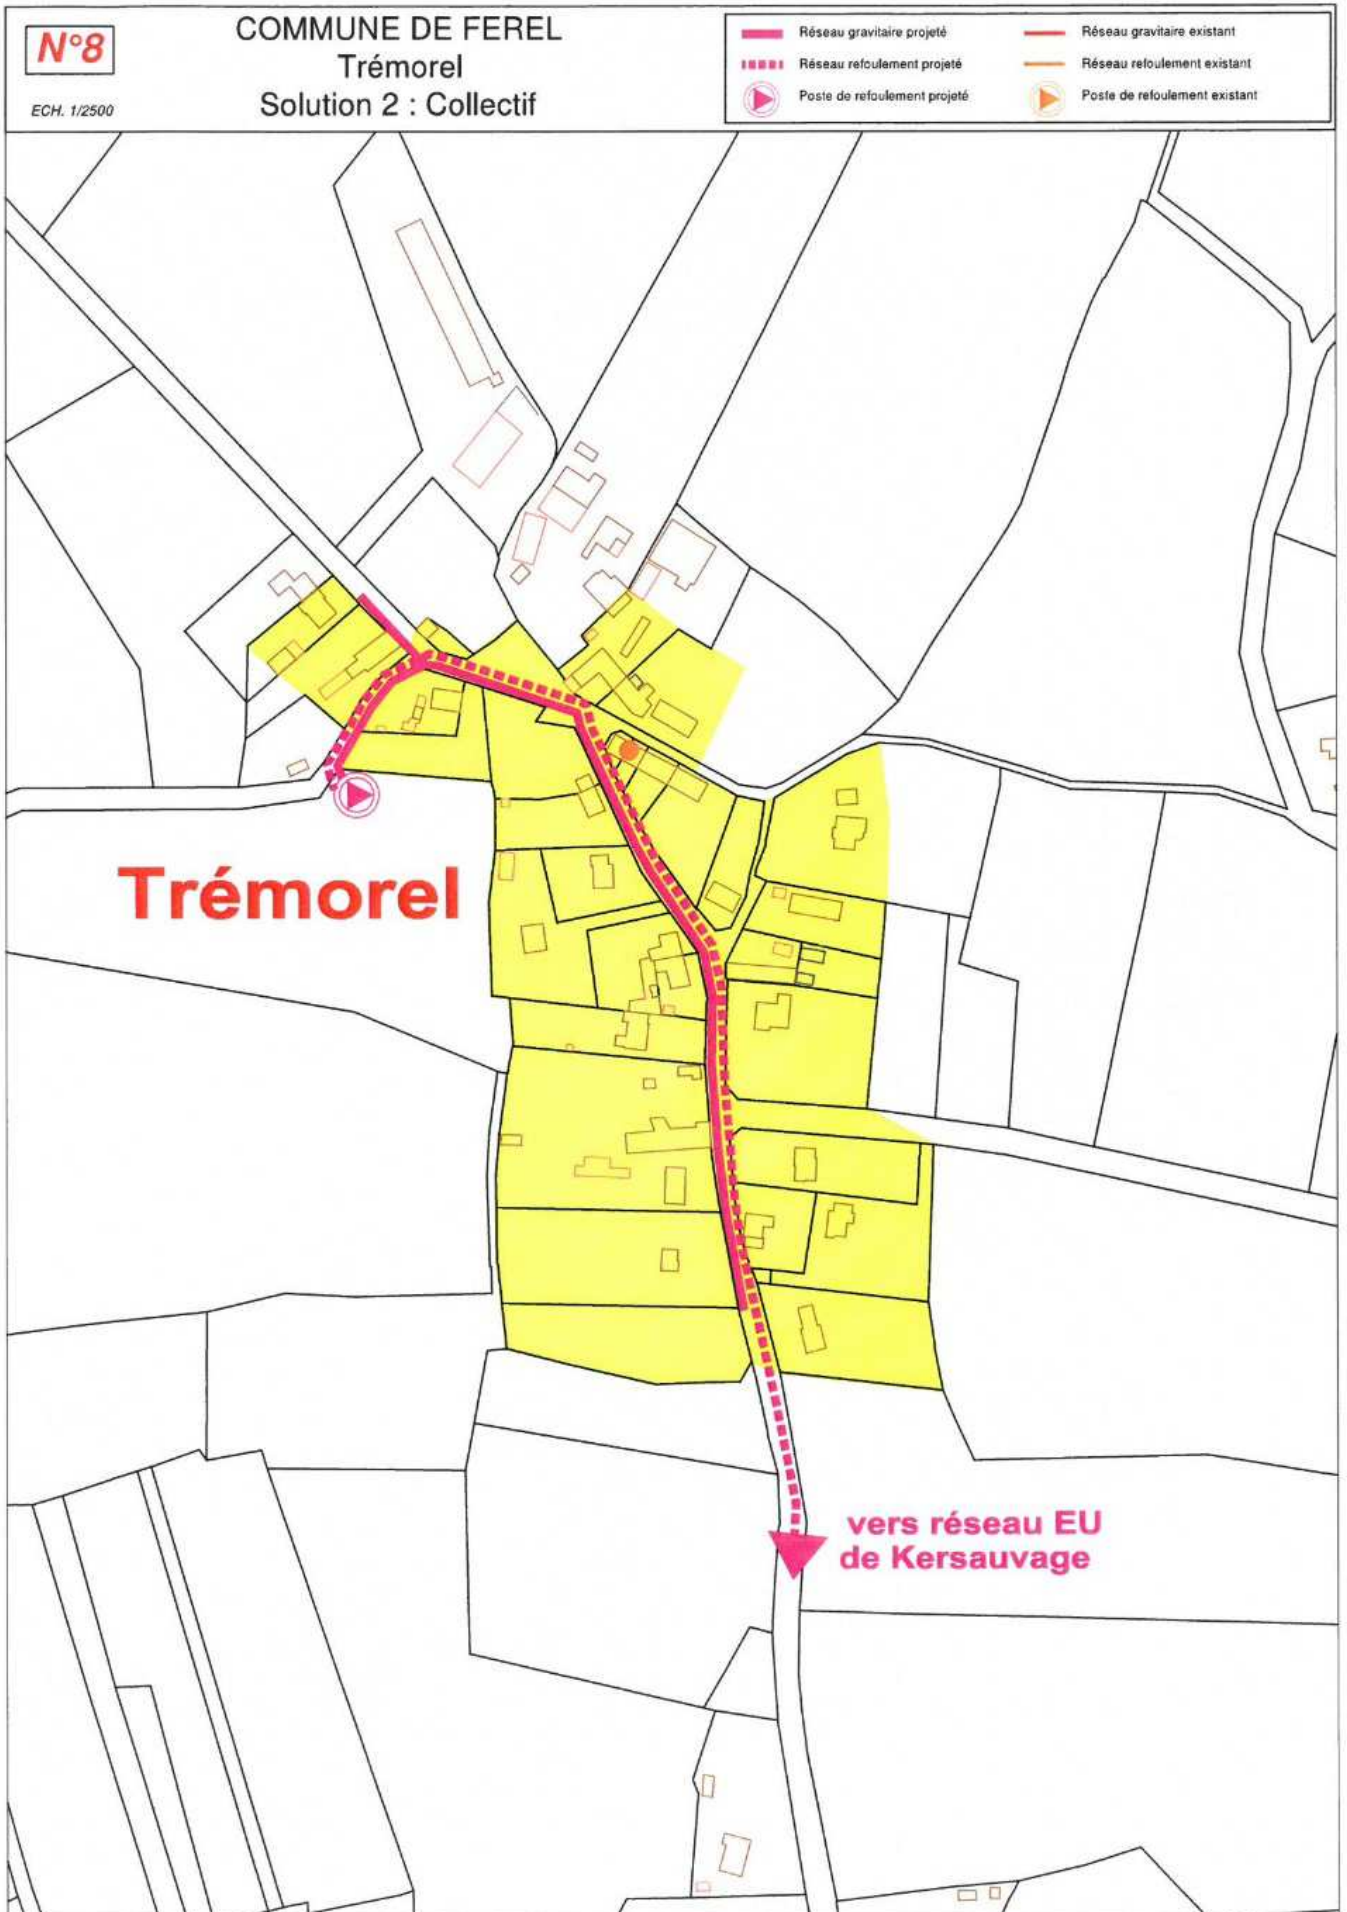 N°8
ECH. 1/2500
COMMUNE DE FEREL
Trémorel
Solution 2 : Collectif
Réseau gravitaire projeté
Réseau refoulement projeté
Poste de refoulement projeté
Réseau gravitaire existant
Réseau refoulement existant
Poste de refoulement existant
Trémorel
vers réseau EU
de Kersauvage